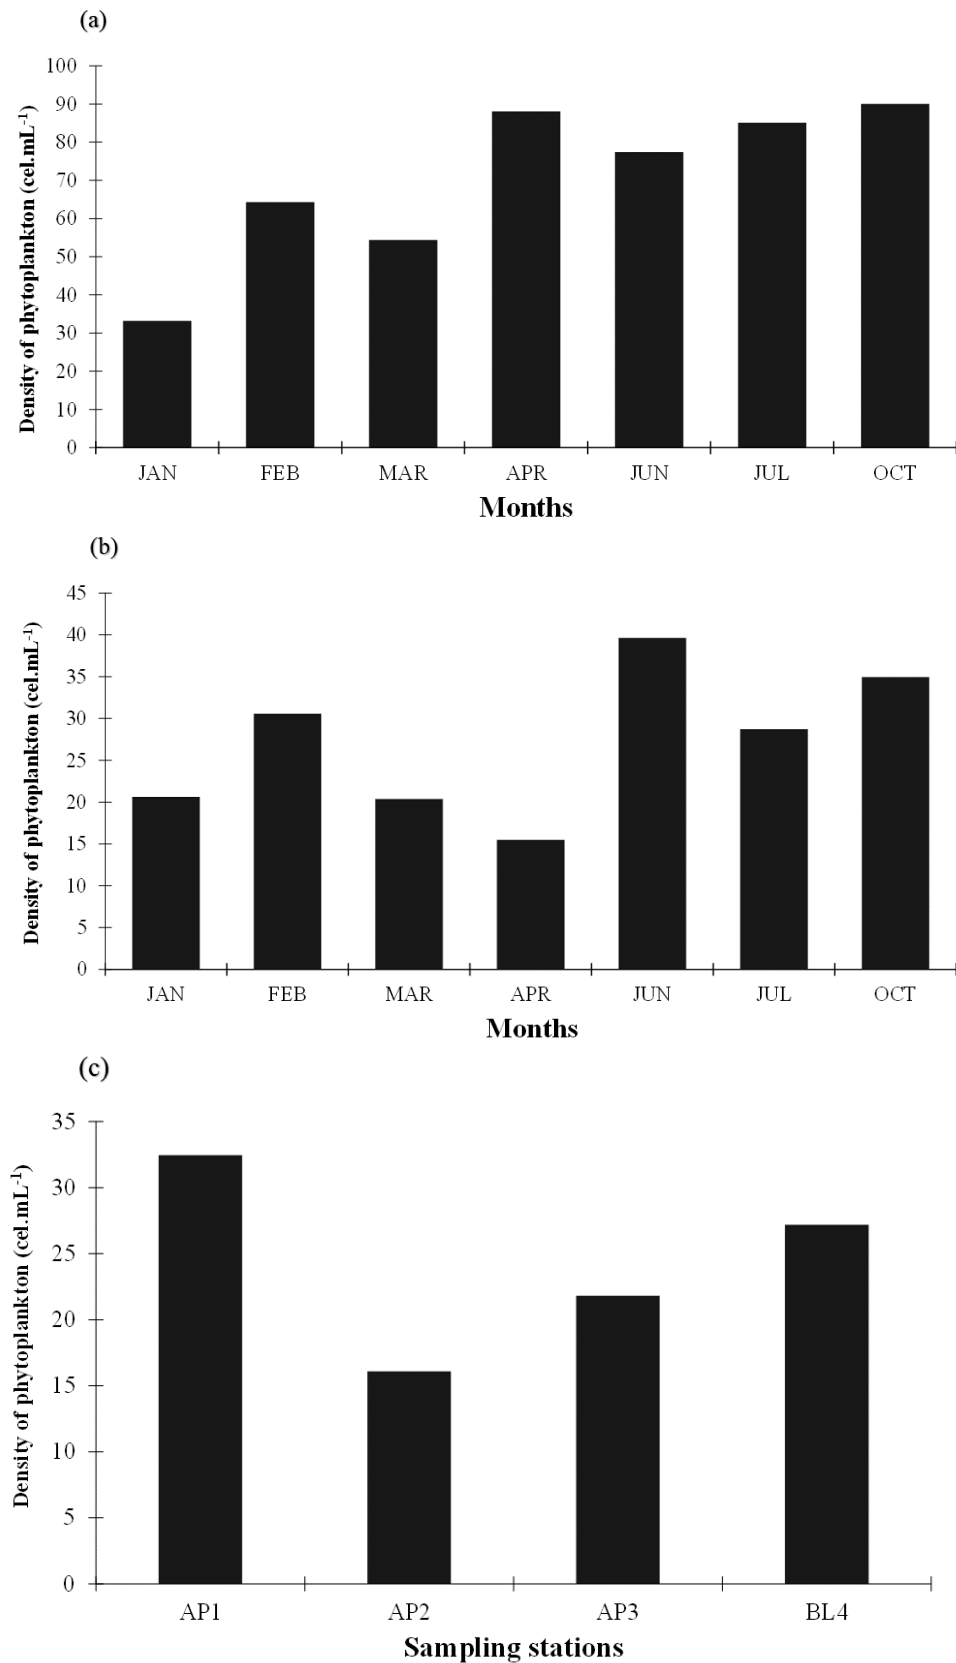 (a)
Density of phytoplankton (cel.mL⁻¹)
100
90
80
70
60
50
40
30
20
10
0
JAN FEB MAR APR JUN JUL OCT
Months
(b)
Density of phytoplankton (cel.mL⁻¹)
45
40
35
30
25
20
15
10
5
0
JAN FEB MAR APR JUN JUL OCT
Months
(c)
Density of phytoplankton (cel.mL⁻¹)
35
30
25
20
15
10
5
0
AP1 AP2 AP3 BL4
Sampling stations